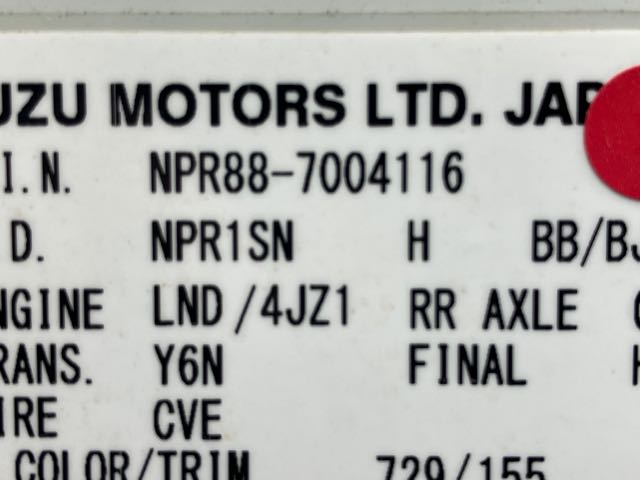 UZU MOTORS LTD. JAP
I.N. NPR88-7004116
D. NPR1SN H BB/BJ
NGINE LND/4JZ1 RR AXLE
RANS. Y6N FINAL H
IRE CVE
COLOR/TRIM 729/155